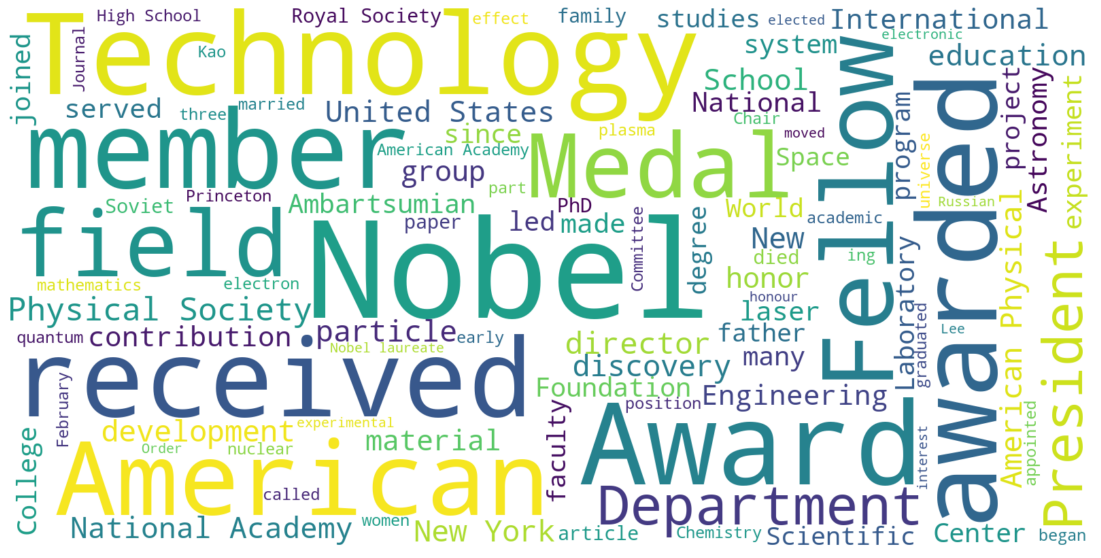 High School
Royal Society
effect
family
studies
elected
International
Technology
electronic
joined
Journal
Kao
system
education
served
three
married
United States
since
plasma
School
National
Chair
moved
Fellow
program
awarded
project
Astronomy
experiment
member
American Academy
group
part
Medal
Space
universe
Soviet
Princeton
Ambartsumian
paper
led
PhD
made
Committee
degree
World
academic
Russian
field
Nobel
New
died
ing
honor
honour
mathematics
electron
Physical Society
laser
Laboratory
American Physical
President
quantum
contribution
particle
early
director
father
graduated
Lee
Nobel laureate
discovery
many
received
Foundation
Engineering
position
February
development
experimental
Award
College
Order
nuclear
material
faculty
interest
appointed
American
called
Department
National Academy
women
New York
article
Chemistry
Scientific
Center
began